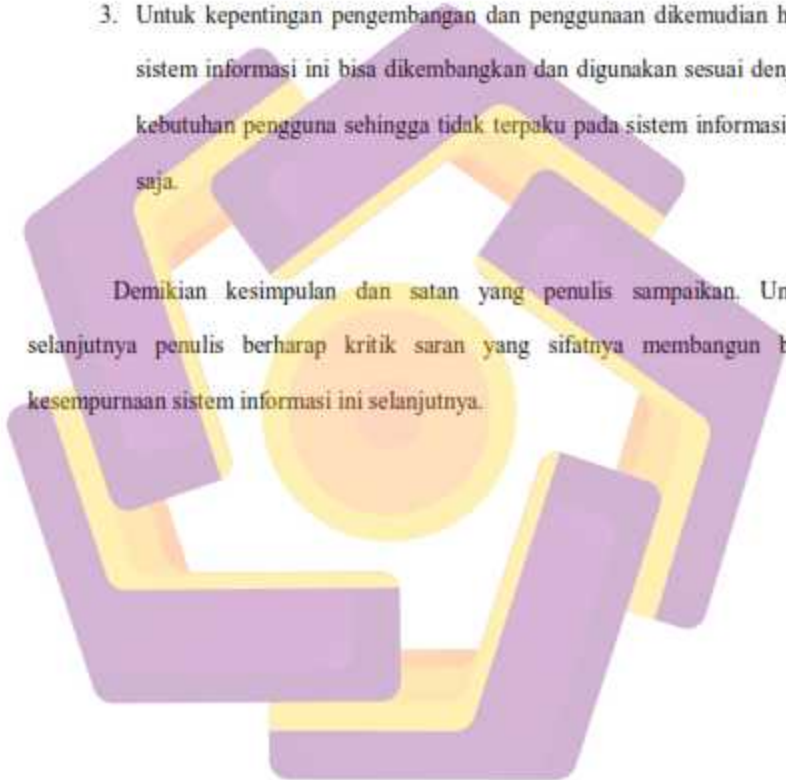 3. Untuk kepentingan pengembangan dan penggunaan dikemudian h
sistem informasi ini bisa dikembangkan dan digunakan sesuai den
kebutuhan pengguna sehingga tidak terpaku pada sistem informasi
saja.
Demikian kesimpulan dan satan yang penulis sampaikan. Un
selanjutnya penulis berharap kritik saran yang sifatnya membangun b
kesempurnaan sistem informasi ini selanjutnya.